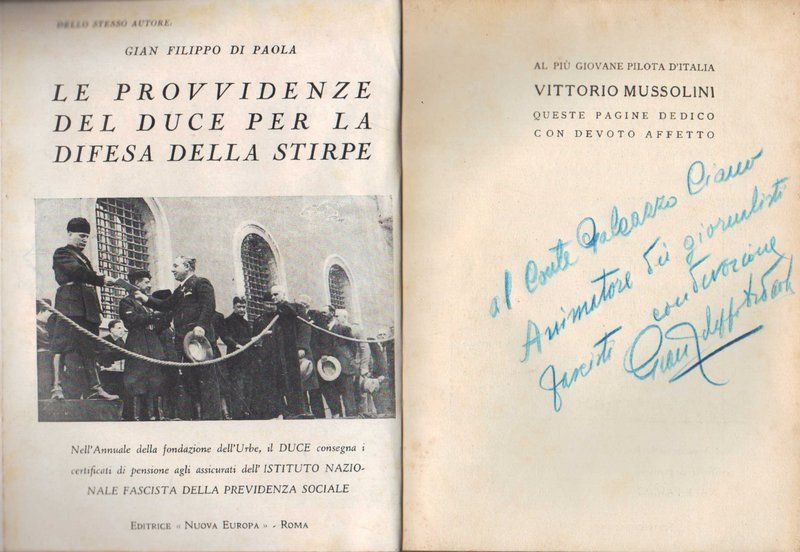 DELLO STESSO AUTORE:
GIAN FILIPPO DI PAOLA
LE PROVVIDENZE
DEL DUCE PER LA
DIFESA DELLA STIRPE
Nell'Annuale della fondazione dell'Urbe, il DUCE consegna i
certificati di pensione agli assicurati dell'ISTITUTO NAZIO-
NALE FASCISTA DELLA PREVIDENZA SOCIALE
EDITRICE « NUOVA EUROPA » - ROMA
AL PIÙ GIOVANE PILOTA D'ITALIA
VITTORIO MUSSOLINI
QUESTE PAGINE DEDICO
CON DEVOTO AFFETTO
al Conte Galeazzo Ciano
Animatore dei giornalisti
fascisti con devozione